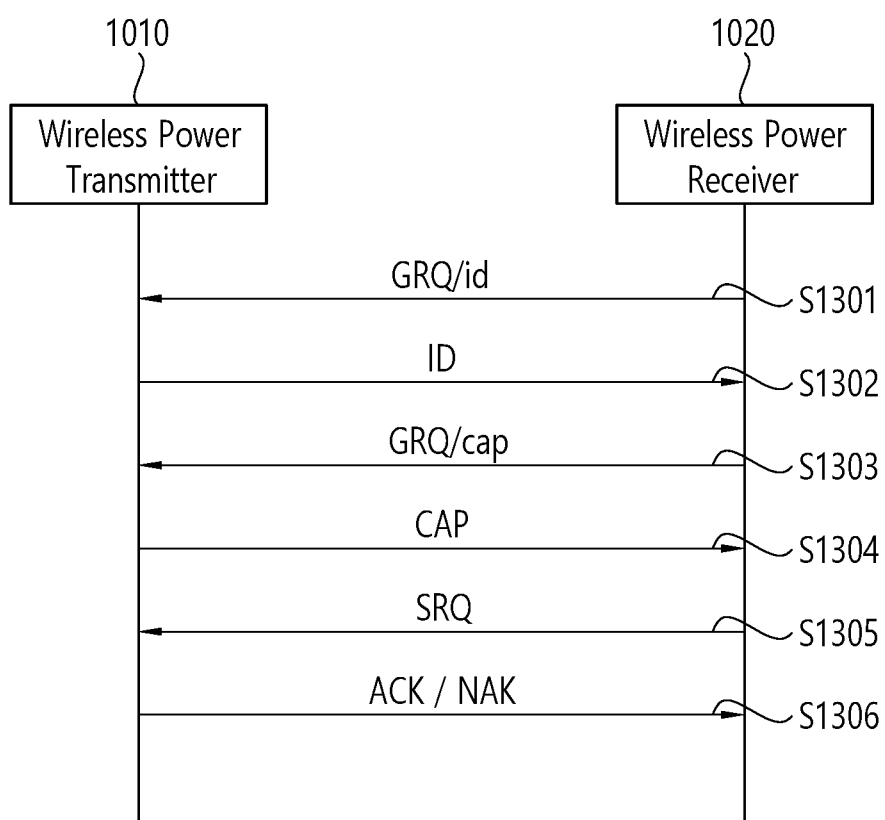 1010
1020
Wireless Power
Transmitter
Wireless Power
Receiver
GRQ/id
S1301
ID
S1302
GRQ/cap
S1303
CAP
S1304
SRQ
S1305
ACK / NAK
S1306